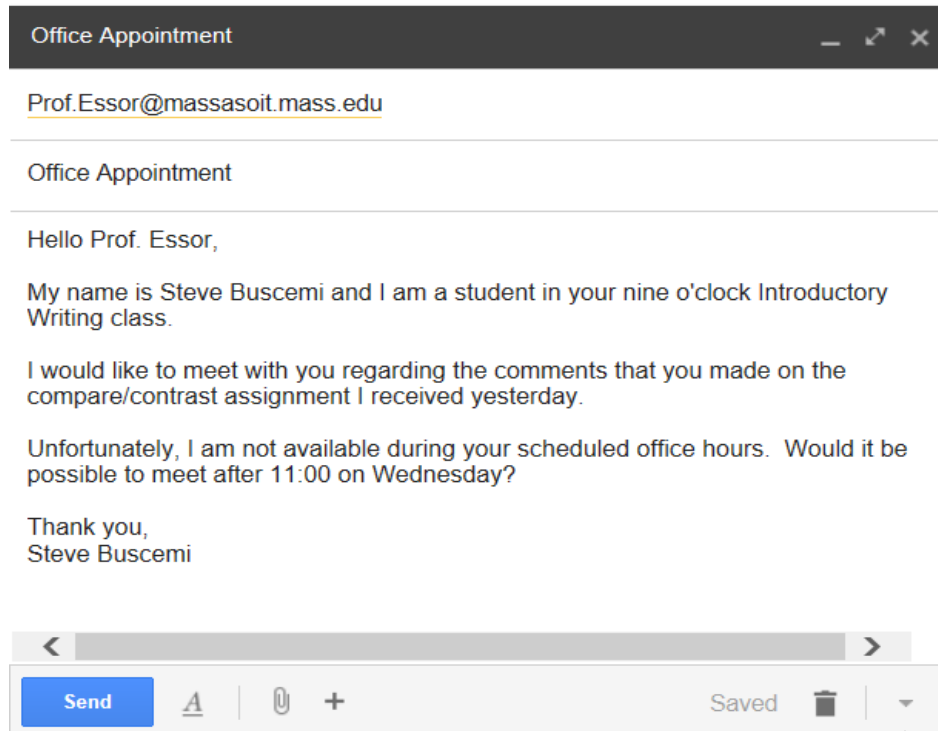 Office Appointment
Prof.Essor@massasoit.mass.edu
Office Appointment
Hello Prof. Essor,
My name is Steve Buscemi and I am a student in your nine o'clock Introductory
Writing class.
I would like to meet with you regarding the comments that you made on the
compare/contrast assignment I received yesterday.
Unfortunately, I am not available during your scheduled office hours.  Would it be
possible to meet after 11:00 on Wednesday?
Thank you,
Steve Buscemi
Send A Saved